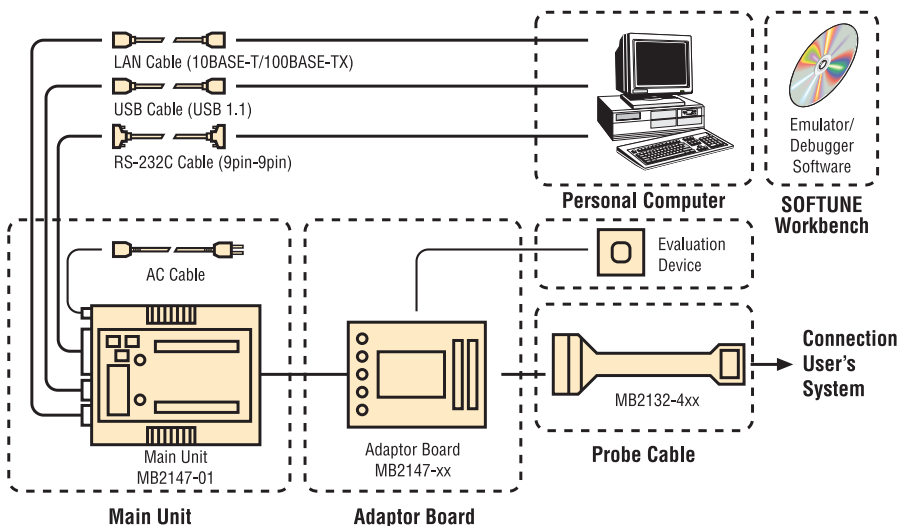 LAN Cable (10BASE-T/100BASE-TX)
USB Cable (USB 1.1)
RS-232C Cable (9pin-9pin)
Personal Computer
Emulator/
Debugger
Software
SOFTUNE
Workbench
AC Cable
Main Unit
MB2147-01
Main Unit
Adaptor Board
MB2147-xx
Adaptor Board
Evaluation
Device
MB2132-4xx
Probe Cable
Connection
User's
System